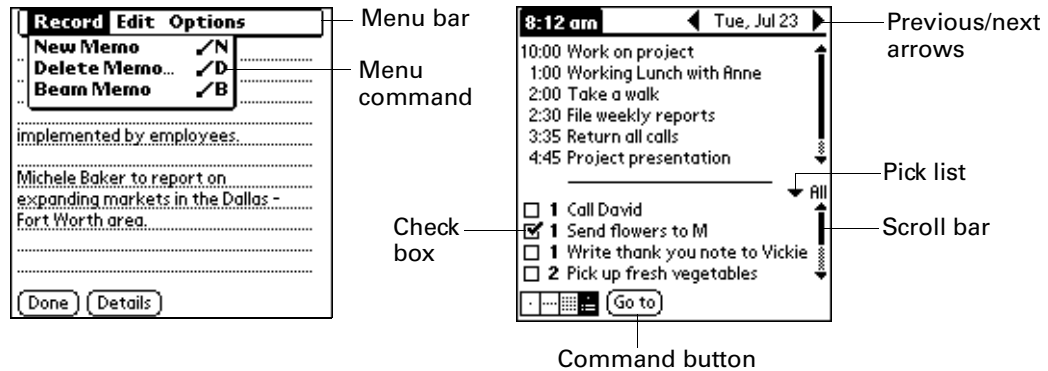 Record Edit Options
New Memo /N
Delete Memo... /D
Beam Memo /B
implemented by employees.
Michele Baker to report on
expanding markets in the Dallas -
Fort Worth area.
Done Details
Menu bar
Menu
command
8:12 am Tue, Jul 23
10:00 Work on project
1:00 Working Lunch with Anne
2:00 Take a walk
2:30 File weekly reports
3:35 Return all calls
4:45 Project presentation
All
1 Call David
1 Send flowers to M
1 Write thank you note to Vickie
2 Pick up fresh vegetables
Go to
Previous/next
arrows
Pick list
Scroll bar
Check
box
Command button